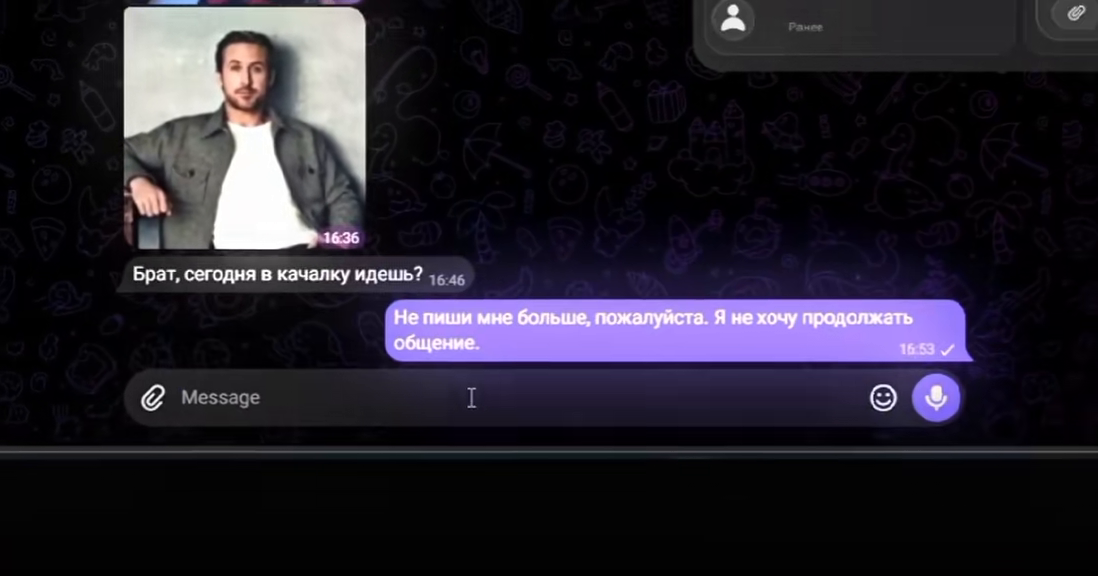 Ранее
16:36
Брат, сегодня в качалку идешь? 16:46
Не пиши мне больше, пожалуйста. Я не хочу продолжать
общение.
16:53
Message